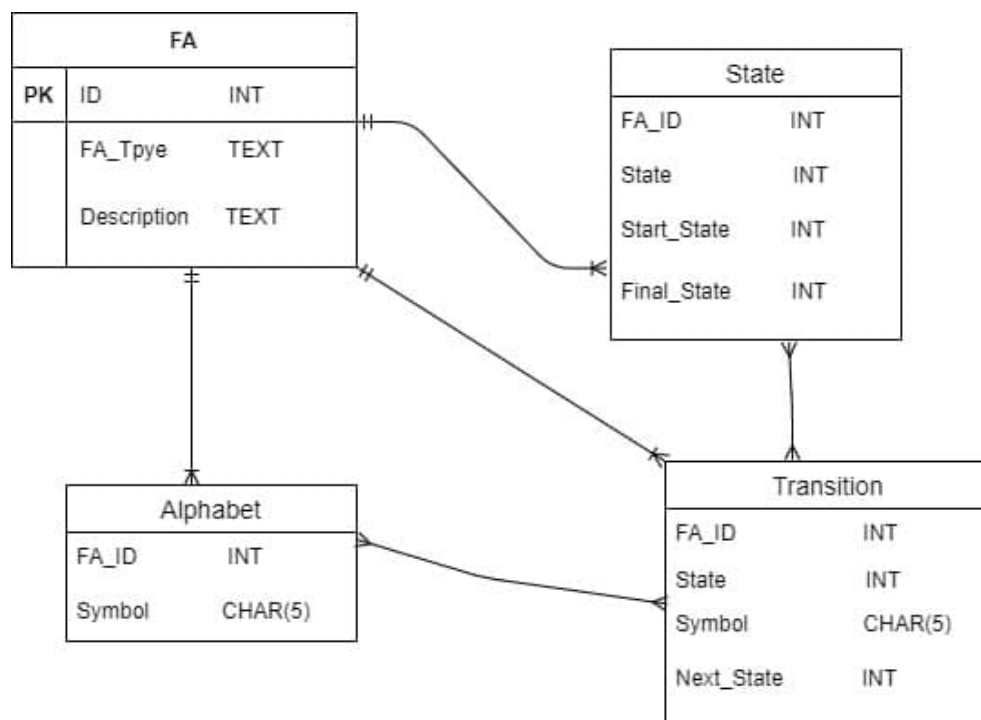 FA
PK ID INT
FA_Tpye TEXT
Description TEXT
State
FA_ID INT
State INT
Start_State INT
Final_State INT
Alphabet
FA_ID INT
Symbol CHAR(5)
Transition
FA_ID INT
State INT
Symbol CHAR(5)
Next_State INT